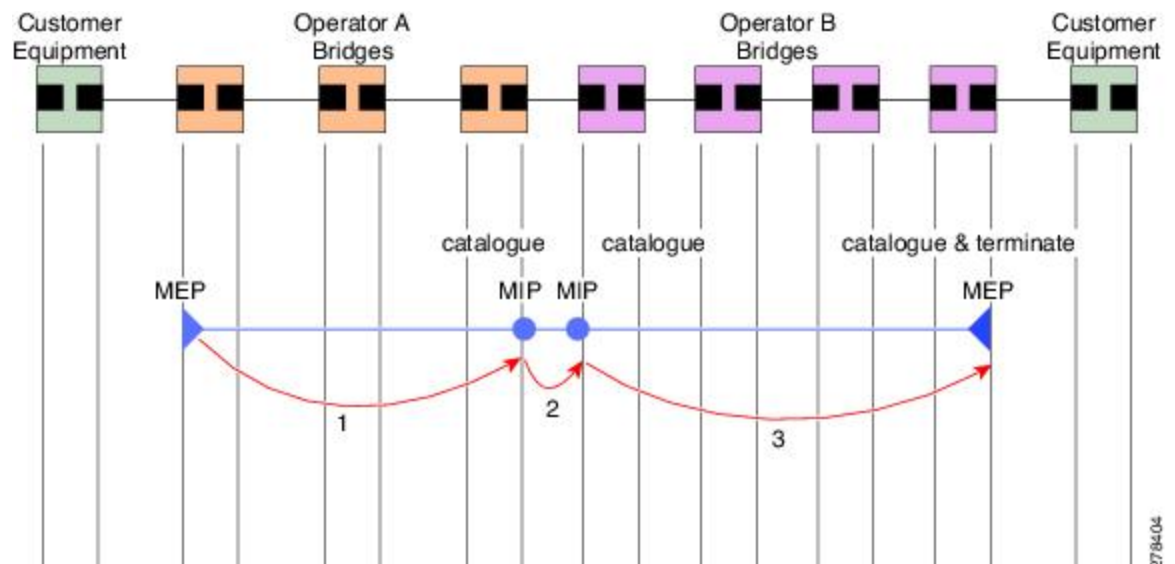 Customer
Equipment
Operator A
Bridges
Operator B
Bridges
Customer
Equipment
catalogue
catalogue
catalogue & terminate
MEP
MIP
MIP
MEP
1
2
3
278404